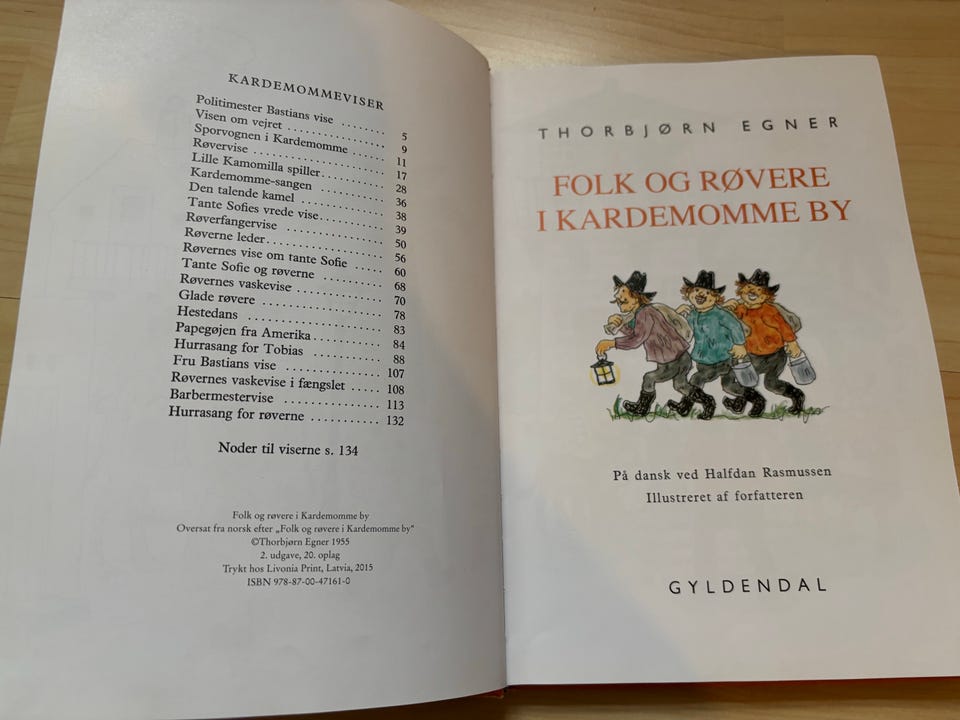 KARDEMOMMEVISER
Politimester Bastians vise ........ 5
Visen om vejret ................. 9
Sporvognen i Kardemomme ..... 11
Røvervise ...................... 17
Lille Kamomilla spiller........... 28
Kardemomme-sangen ........... 36
Den talende kamel .............. 38
Tante Sofies vrede vise........... 39
Røverfangervise ................. 50
Røverne leder................... 56
Røvernes vise om tante Sofie ..... 60
Tante Sofie og røverne .......... 68
Røvernes vaskevise .............. 70
Glade røvere ................... 78
Hestedans ...................... 83
Papegøjen fra Amerika........... 84
Hurrasang for Tobias ............ 88
Fru Bastians vise ............... 107
Røvernes vaskevise i fængslet ..... 108
Barbermestervise ................ 113
Hurrasang for røverne ........... 132
Noder til viserne s. 134
Folk og røvere i Kardemomme by
Oversat fra norsk efter „Folk og røvere i Kardemomme by“
©Thorbjørn Egner 1955
2. udgave, 20. oplag
Trykt hos Livonia Print, Latvia, 2015
ISBN 978-87-00-47161-0
THORBJØRN EGNER
FOLK OG RØVERE
I KARDEMOMME BY
På dansk ved Halfdan Rasmussen
Illustreret af forfatteren
GYLDENDAL